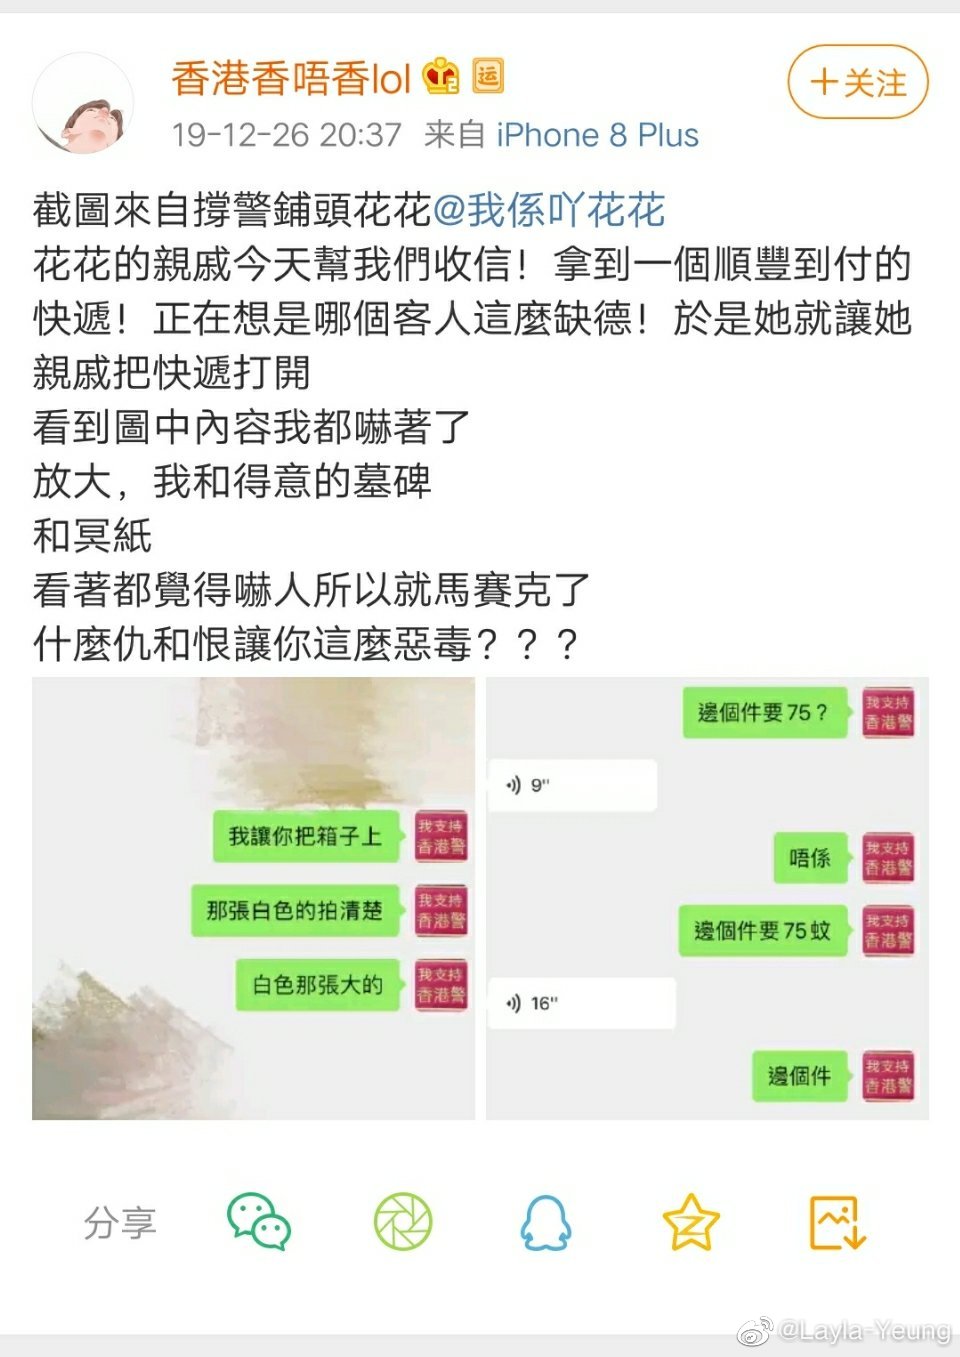 香港香唔香lol
运
+关注
19-12-26 20:37 来自 iPhone 8 Plus
截圖來自撐警鋪頭花花@我係吖花花
花花的親戚今天幫我們收信！拿到一個順豐到付的
快遞！正在想是哪個客人這麼缺德！於是她就讓她
親戚把快遞打開
看到圖中內容我都嚇著了
放大，我和得意的墓碑
和冥紙
看著都覺得嚇人所以就馬賽克了
什麼仇和恨讓你這麼惡毒？？？
我讓你把箱子上
我支持
香港警
那張白色的拍清楚
我支持
香港警
白色那張大的
我支持
香港警
邊個件要75？
我支持
香港警
9"
唔係
我支持
香港警
邊個件要75蚊
我支持
香港警
16"
邊個件
我支持
香港警
分享
@Layla-Yeung